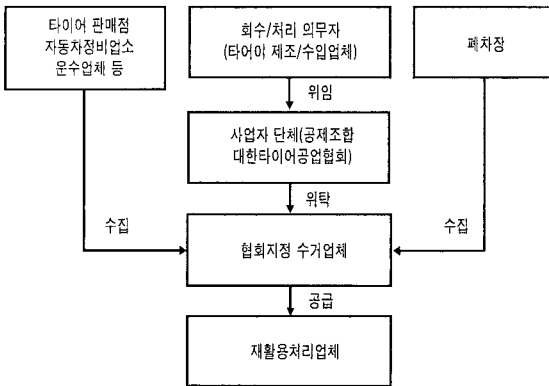 타이어 판매점
자동차정비업소
운수업체 등
회수/처리 의무자
(타어야 제조/수입업체)
폐차장
위임
사업자 단체(공제조합
대한타이어공업협회)
위탁
수집
수집
협회지정 수거업체
공급
재활용처리업체